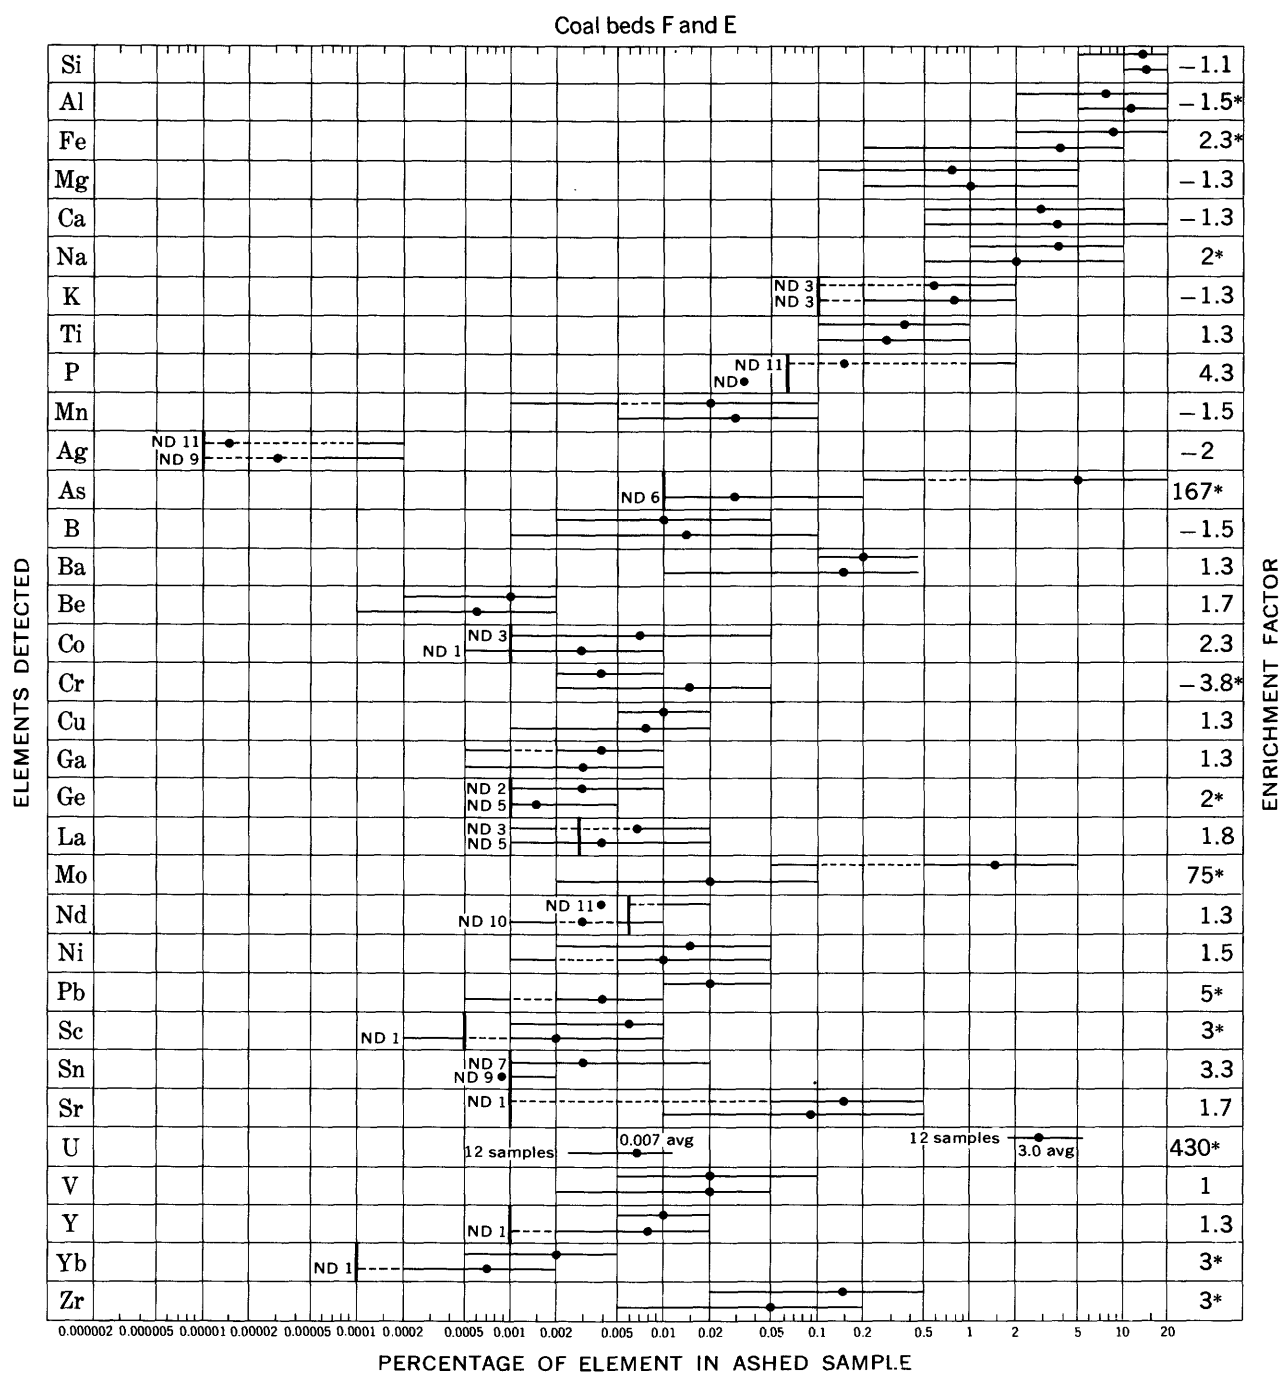 Coal beds F and E
Si −1.1
Al −1.5*
Fe 2.3*
Mg −1.3
Ca −1.3
Na 2*
ND 3
K −1.3
ND 3
Ti 1.3
ND 11
P 4.3
ND
Mn −1.5
ND 11
Ag −2
ND 9
As 167*
ND 6
B −1.5
Ba 1.3
Be 1.7
ND 3
Co 2.3
ND 1
Cr −3.8*
Cu 1.3
Ga 1.3
ND 2
Ge 2*
ND 5
ND 3
La 1.8
ND 5
Mo 75*
ND 11
Nd 1.3
ND 10
Ni 1.5
Pb 5*
Sc 3*
ND 1
ND 7
Sn 3.3
ND 9
ND 1
Sr 1.7
12 samples
0.007 avg
U 430*
12 samples
3.0 avg
V 1
Y 1.3
ND 1
Yb 3*
ND 1
Zr 3*
ELEMENTS DETECTED
ENRICHMENT FACTOR
0.000002 0.000005 0.00001 0.00002 0.00005 0.0001 0.0002 0.0005 0.001 0.002 0.005 0.01 0.02 0.05 0.1 0.2 0.5 1 2 5 10 20
PERCENTAGE OF ELEMENT IN ASHED SAMPLE